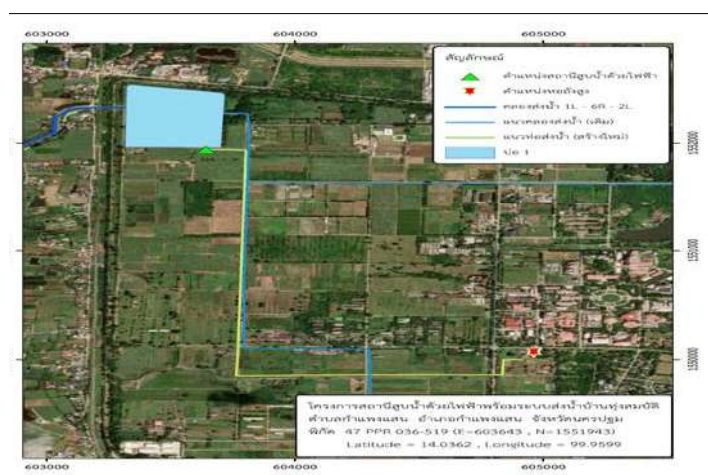 603000 604000 605000
สัญลักษณ์
ตำแหน่งสถานีสูบน้ำด้วยไฟฟ้า
ตำแหน่งหอถังสูง
คลองส่งน้ำ 1L - 6R - 2L
แนวคลองส่งน้ำ (เดิม)
แนวท่อส่งน้ำ (สร้างใหม่)
บ่อ 1
1552000 1552000
1551000 1551000
1550000 1550000
โครงการสถานีสูบน้ำด้วยไฟฟ้าพร้อมระบบส่งน้ำบ้านทุ่งสมบัติ
ตำบลกำแพงแสน อำเภอกำแพงแสน จังหวัดนครปฐม
พิกัด 47 PPR 036-519 (E=603643 , N=1551943)
Latitude = 14.0362 , Longitude = 99.9599
603000 604000 605000